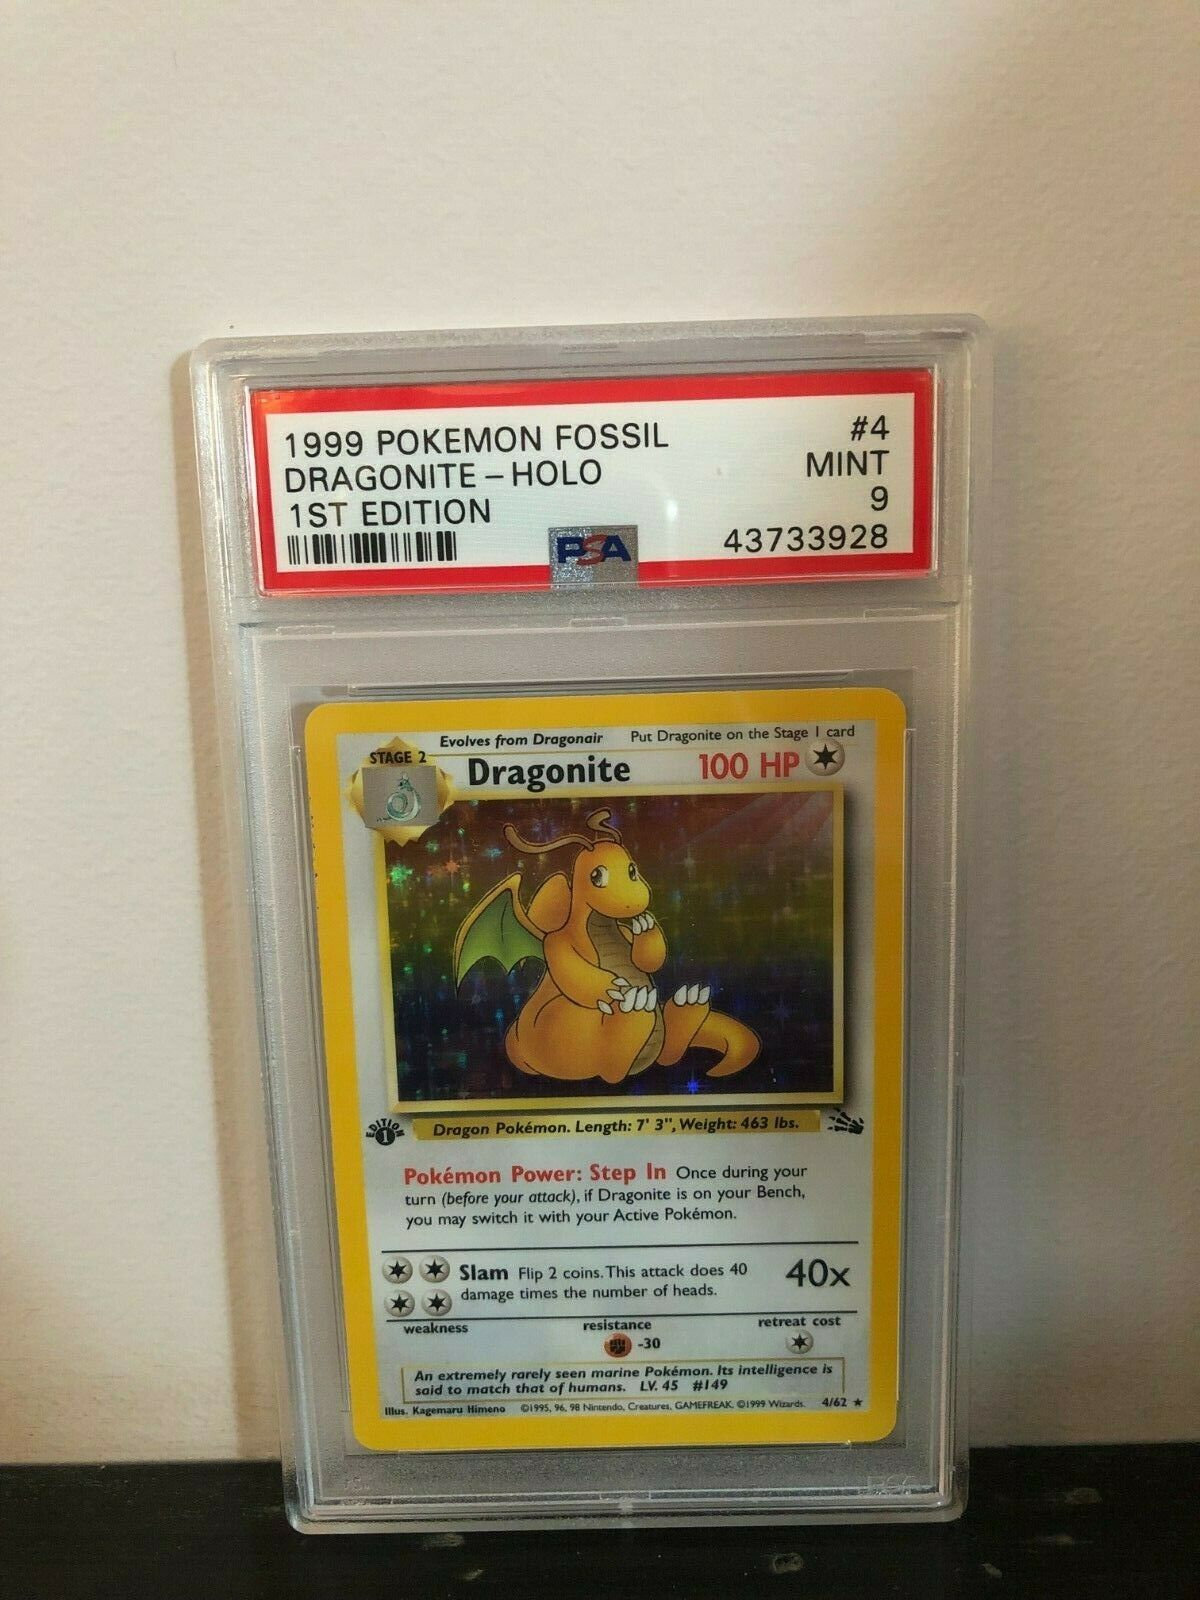 1999 POKEMON FOSSIL #4
DRAGONITE – HOLO MINT
1ST EDITION 9
PSA 43733928
Evolves from Dragonair Put Dragonite on the Stage 1 card
STAGE 2
Dragonite 100 HP
EDITION 1
Dragon Pokémon. Length: 7' 3", Weight: 463 lbs.
Pokémon Power: Step In Once during your
turn (before your attack), if Dragonite is on your Bench,
you may switch it with your Active Pokémon.
Slam Flip 2 coins. This attack does 40
damage times the number of heads.
40x
weakness resistance retreat cost
-30
An extremely rarely seen marine Pokémon. Its intelligence is
said to match that of humans. LV. 45 #149
Illus. Kagemaru Himeno ©1995, 96, 98 Nintendo, Creatures, GAMEFREAK. ©1999 Wizards. 4/62 ★